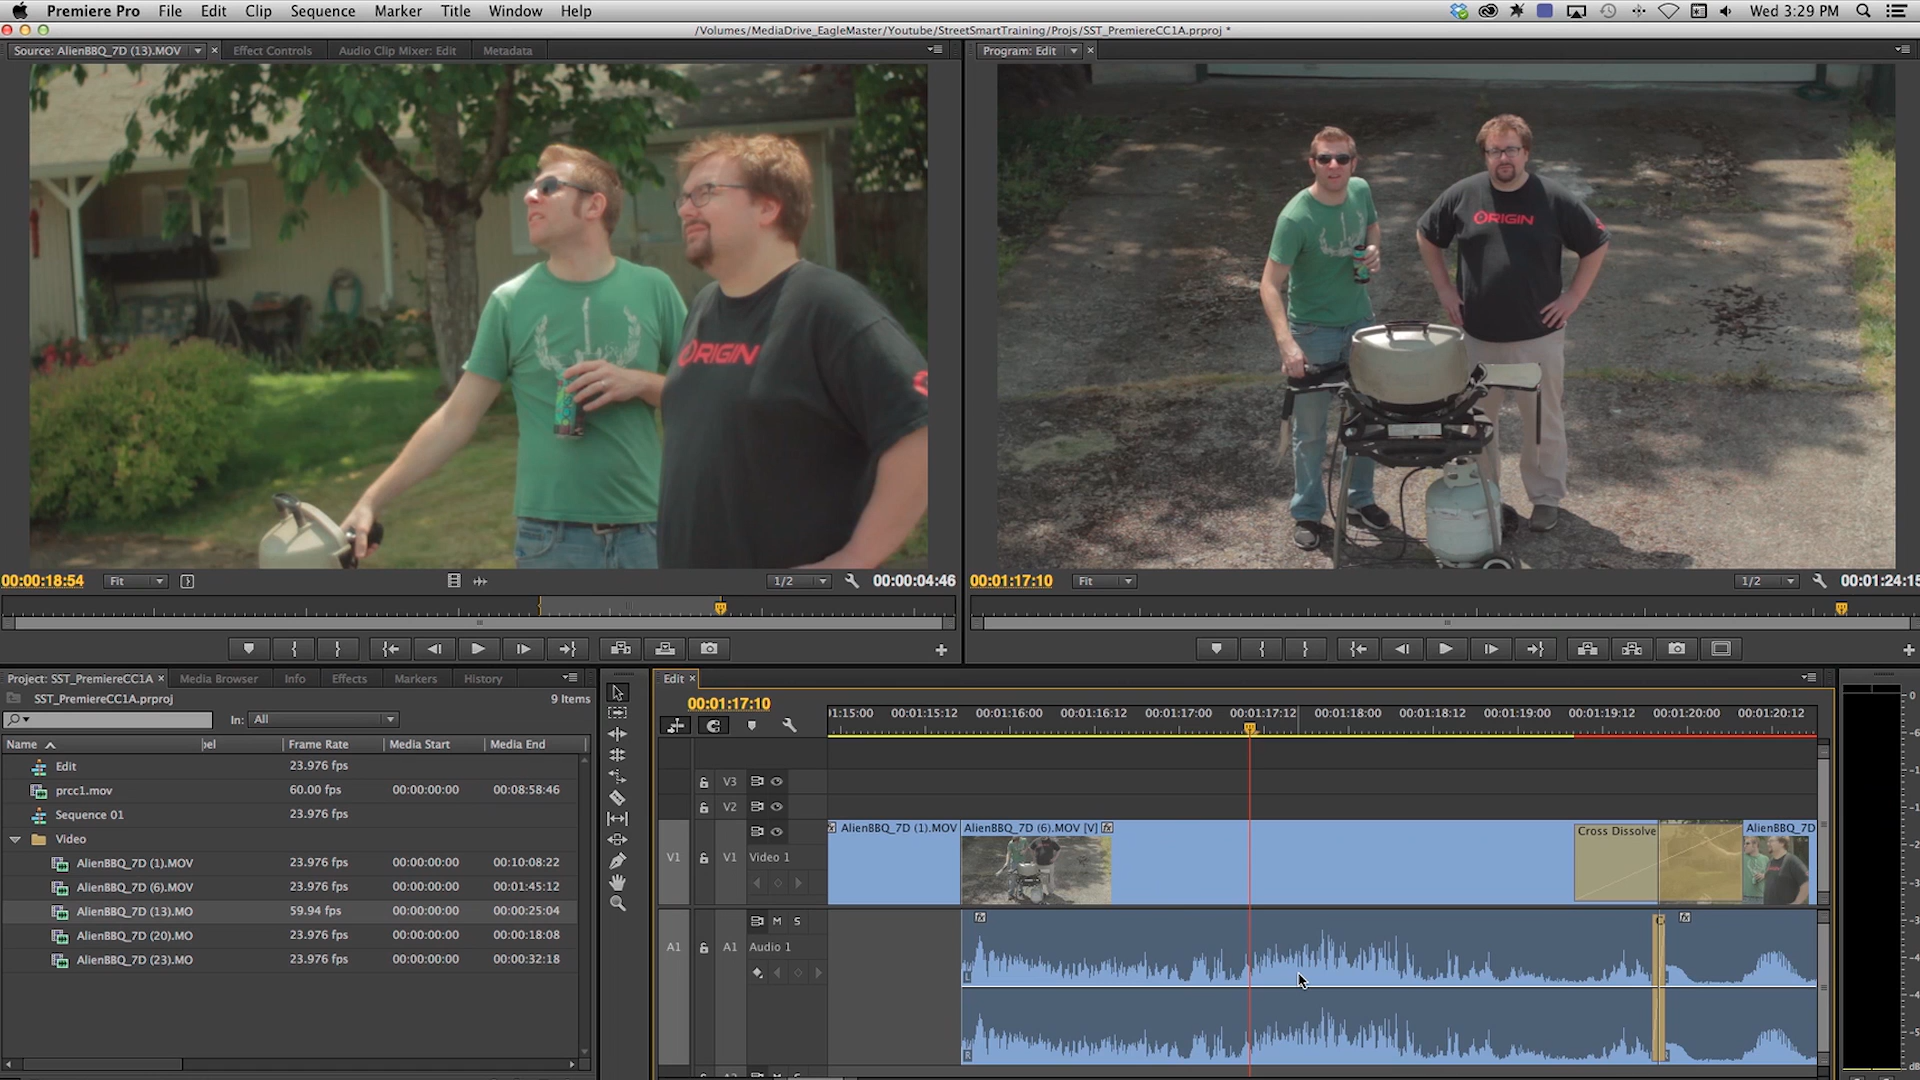 Premiere Pro File Edit Clip Sequence Marker Title Window Help Wed 3:29 PM
/Volumes/MediaDrive_EagleMaster/Youtube/StreetSmartTraining/Projs/SST_PremiereCC1A.prproj *
Source: AlienBBQ_7D (13).MOV × Effect Controls Audio Clip Mixer: Edit Metadata
Program: Edit ×
ORIGIN
ORIGIN
00:00:18:54 Fit 1/2 00:00:04:46
00:01:17:10 Fit 1/2 00:01:24:15
Project: SST_PremiereCC1A × Media Browser Info Effects Markers History
SST_PremiereCC1A.prproj 9 Items
In: All
Name el Frame Rate Media Start Media End
Edit 23.976 fps
prcc1.mov 60.00 fps 00:00:00:00 00:08:58:46
Sequence 01 23.976 fps
Video
AlienBBQ_7D (1).MOV 23.976 fps 00:00:00:00 00:10:08:22
AlienBBQ_7D (6).MOV 23.976 fps 00:00:00:00 00:01:45:12
AlienBBQ_7D (13).MO 59.94 fps 00:00:00:00 00:00:25:04
AlienBBQ_7D (20).MO 23.976 fps 00:00:00:00 00:00:18:08
AlienBBQ_7D (23).MO 23.976 fps 00:00:00:00 00:00:32:18
Edit ×
00:01:17:10
01:15:00 00:01:15:12 00:01:16:00 00:01:16:12 00:01:17:00 00:01:17:12 00:01:18:00 00:01:18:12 00:01:19:00 00:01:19:12 00:01:20:00 00:01:20:12
V3
V2
V1 V1 Video 1
AlienBBQ_7D (1).MOV AlienBBQ_7D (6).MOV [V] fx Cross Dissolve AlienBBQ_7D
M S
A1 A1 Audio 1
fx fx
L
R
0
dB